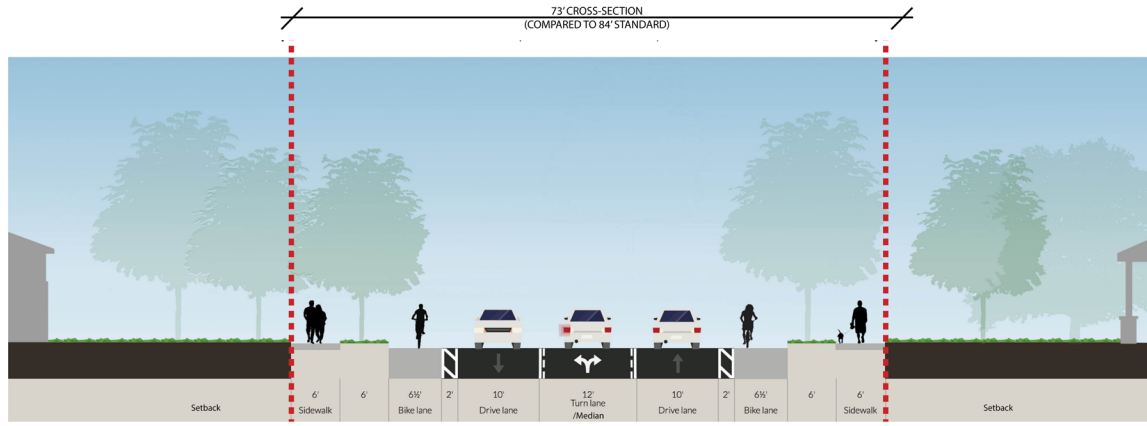 73' CROSS-SECTION
(COMPARED TO 84' STANDARD)
6' 6' 6½' 2' 10' 12' 10' 2' 6½' 6' 6'
Setback Sidewalk Bike lane Drive lane Turn lane Drive lane Bike lane Sidewalk Setback
/Median